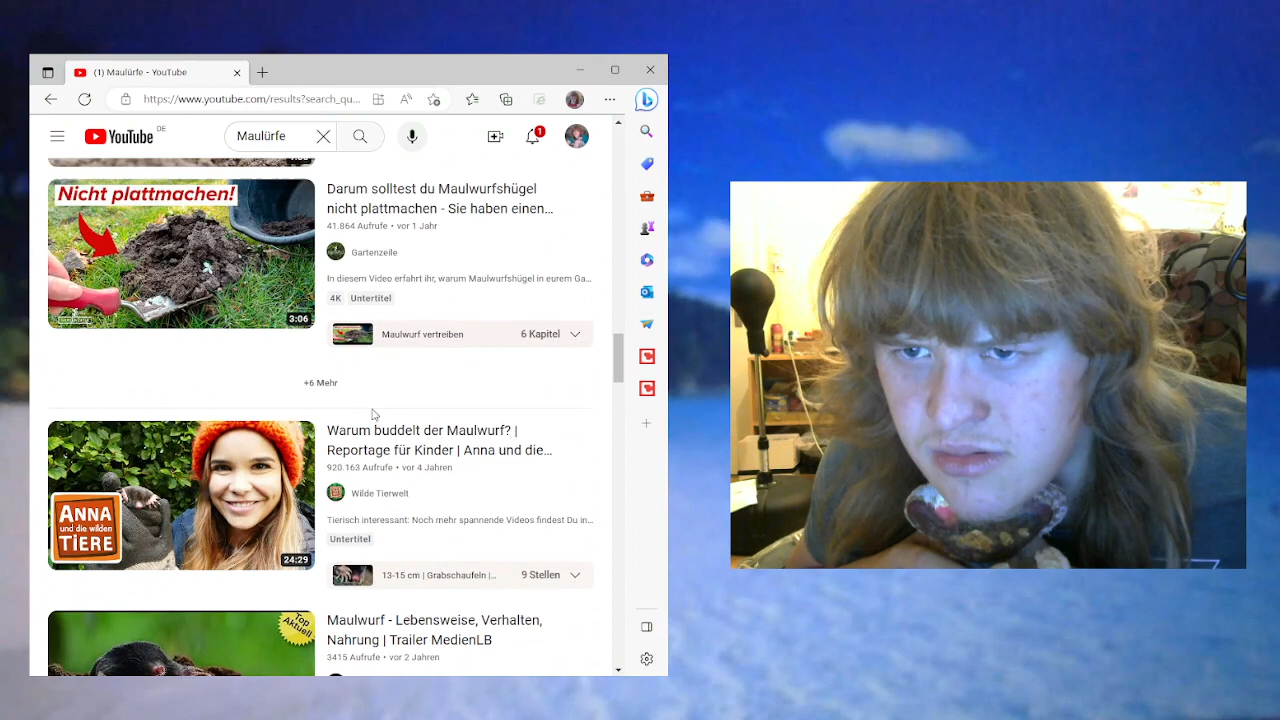 (1) Maulürfe - YouTube
https://www.youtube.com/results?search_qu...
YouTube DE
Maulürfe
1
Nicht plattmachen!
3:06
Darum solltest du Maulwurfshügel
nicht plattmachen - Sie haben einen...
41.864 Aufrufe • vor 1 Jahr
Gartenzeile
In diesem Video erfahrt ihr, warum Maulwurfshügel in eurem Ga...
4K Untertitel
Maulwurf vertreiben 6 Kapitel
+6 Mehr
ANNA
und die wilden
TIERE
24:29
Warum buddelt der Maulwurf? |
Reportage für Kinder | Anna und die...
920.163 Aufrufe • vor 4 Jahren
Wilde Tierwelt
Tierisch interessant: Noch mehr spannende Videos findest Du in...
Untertitel
13-15 cm | Grabschaufeln |... 9 Stellen
Top
Aktuell
Maulwurf - Lebensweise, Verhalten,
Nahrung | Trailer MedienLB
3415 Aufrufe • vor 2 Jahren